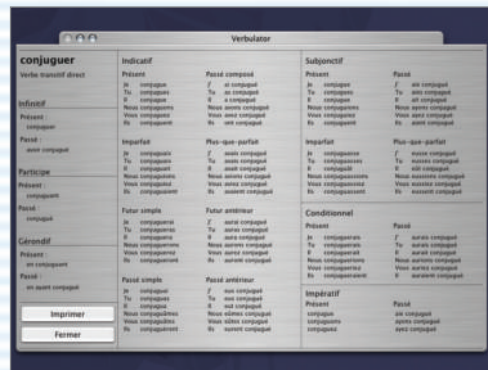 Verbulator
conjuguer
Verbe transitif direct
Infinitif
Présent :
conjuguer
Passé :
avoir conjugué
Participe
Présent :
conjuguant
Passé :
conjugué
Gérondif
Présent :
en conjuguant
Passé :
en ayant conjugué
Imprimer
Fermer
Indicatif
Présent
Je conjugue
Tu conjugues
Il conjugue
Nous conjuguons
Vous conjuguez
Ils conjuguent
Passé composé
J' ai conjugué
Tu as conjugué
Il a conjugué
Nous avons conjugué
Vous avez conjugué
Ils ont conjugué
Imparfait
Je conjuguais
Tu conjuguais
Il conjuguait
Nous conjuguions
Vous conjuguiez
Ils conjuguaient
Plus-que-parfait
J' avais conjugué
Tu avais conjugué
Il avait conjugué
Nous avions conjugué
Vous aviez conjugué
Ils avaient conjugué
Futur simple
Je conjuguerai
Tu conjugueras
Il conjuguera
Nous conjuguerons
Vous conjuguerez
Ils conjugueront
Futur antérieur
J' aurai conjugué
Tu auras conjugué
Il aura conjugué
Nous aurons conjugué
Vous aurez conjugué
Ils auront conjugué
Passé simple
Je
Tu
Il conjugua
Nous conjuguâmes
Vous conjuguâtes
Ils conjuguèrent
Passé antérieur
J' eus conjugué
Tu eus conjugué
Il eut conjugué
Nous eûmes conjugué
Vous eûtes conjugué
Ils eurent conjugué
Subjonctif
Présent
Je conjugue
Tu conjugues
Il conjugue
Nous conjuguions
Vous conjuguiez
Ils conjuguent
Passé
J' aie conjugué
Tu aies conjugué
Il ait conjugué
Nous ayons conjugué
Vous ayez conjugué
Ils aient conjugué
Imparfait
Je conjuguasse
Tu conjuguasses
Il conjuguât
Nous conjuguassions
Vous conjuguassiez
Ils conjuguassent
Plus-que-parfait
J' eusse conjugué
Tu eusses conjugué
Il eût conjugué
Nous eussions conjugué
Vous eussiez conjugué
Ils eussent conjugué
Conditionnel
Présent
Je conjuguerais
Tu conjuguerais
Il conjuguerait
Nous conjuguerions
Vous conjugueriez
Ils conjugueraient
Passé
J' aurais conjugué
Tu aurais conjugué
Il aurait conjugué
Nous aurions conjugué
Vous auriez conjugué
Ils auraient conjugué
Impératif
Présent
conjugue
conjuguons
conjuguez
Passé
aie conjugué
ayons conjugué
ayez conjugué